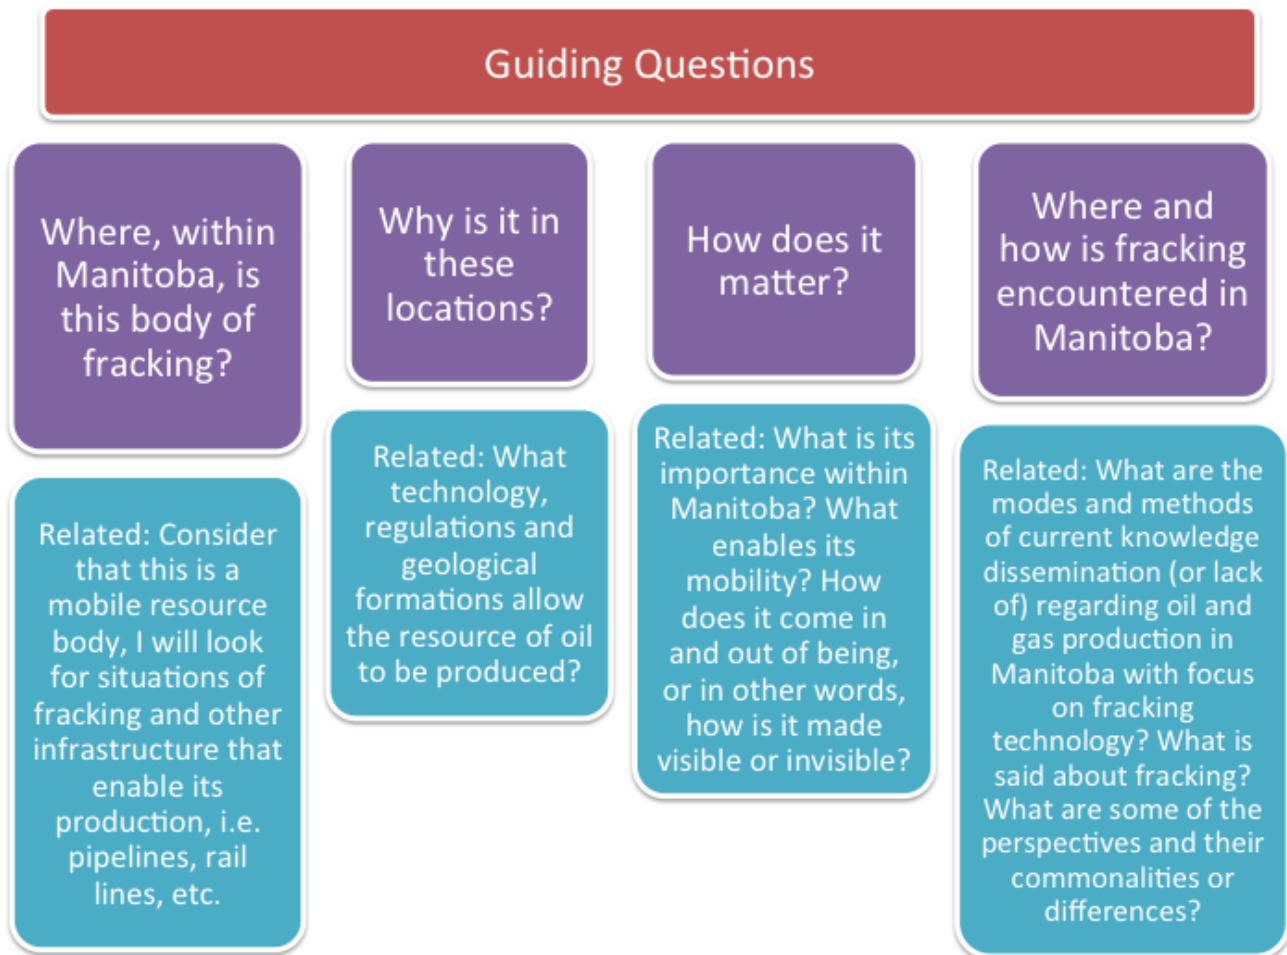 Guiding Questions
Where, within
Manitoba, is
this body of
fracking?
Related: Consider
that this is a
mobile resource
body, I will look
for situations of
fracking and other
infrastructure that
enable its
production, i.e.
pipelines, rail
lines, etc.
Why is it in
these
locations?
Related: What
technology,
regulations and
geological
formations allow
the resource of oil
to be produced?
How does it
matter?
Related: What is its
importance within
Manitoba? What
enables its
mobility? How
does it come in
and out of being,
or in other words,
how is it made
visible or invisible?
Where and
how is fracking
encountered in
Manitoba?
Related: What are the
modes and methods
of current knowledge
dissemination (or lack
of) regarding oil and
gas production in
Manitoba with focus
on fracking
technology? What is
said about fracking?
What are some of the
perspectives and their
commonalities or
differences?